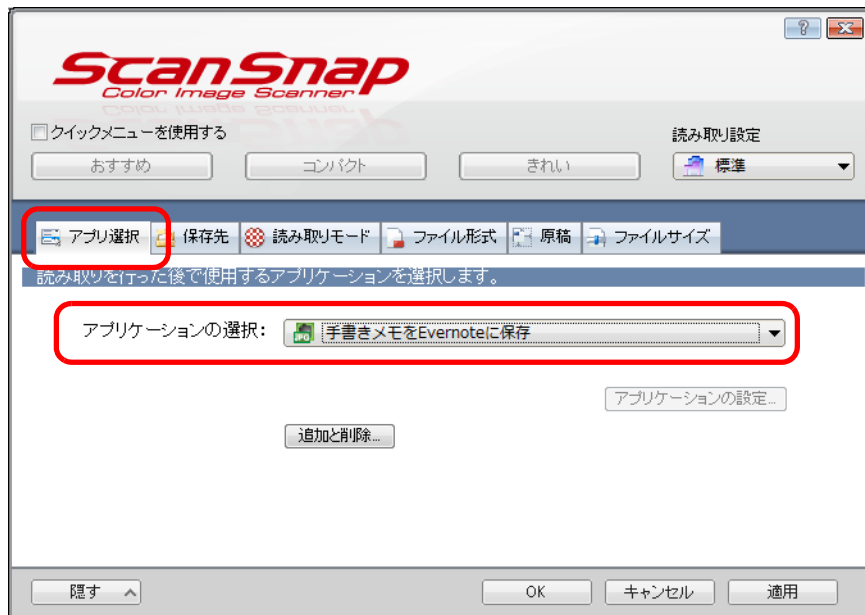 ScanSnap
Color Image Scanner
クイックメニューを使用する
読み取り設定
おすすめ
コンパクト
きれい
標準
アプリ選択
保存先
読み取りモード
ファイル形式
原稿
ファイルサイズ
読み取りを行った後で使用するアプリケーションを選択します。
アプリケーションの選択:
JPG
手書きメモをEvernoteに保存
アプリケーションの設定...
追加と削除...
隠す
OK
キャンセル
適用